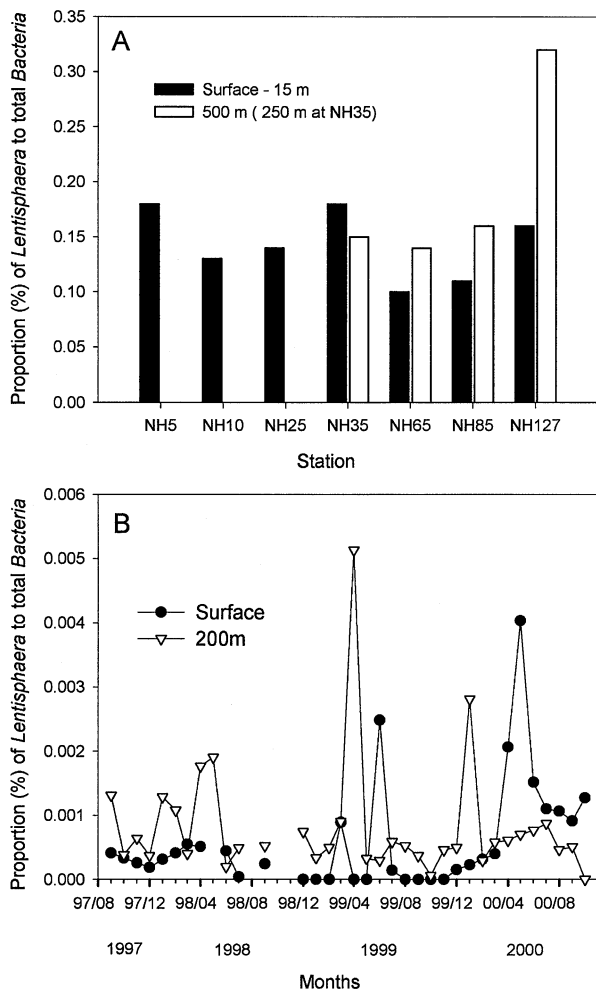 A
Proportion (%) of Lentisphaera to total Bacteria
0.35
0.30
0.25
0.20
0.15
0.10
0.05
0.00
Surface - 15 m
500 m ( 250 m at NH35)
NH5 NH10 NH25 NH35 NH65 NH85 NH127
Station
B
Proportion (%) of Lentisphaera to total Bacteria
0.006
0.005
0.004
0.003
0.002
0.001
0.000
Surface
200m
97/08 97/12 98/04 98/08 98/12 99/04 99/08 99/12 00/04 00/08
1997 1998 1999 2000
Months